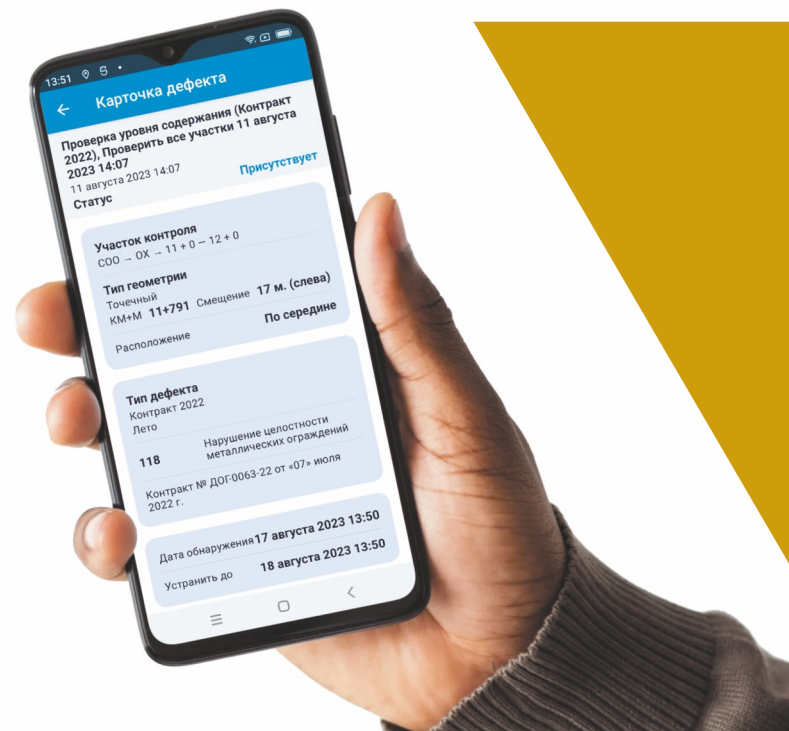 13:51
Карточка дефекта
Проверка уровня содержания (Контракт
2022), Проверить все участки 11 августа
2023 14:07
11 августа 2023 14:07
Статус Присутствует
Участок контроля
СОО → ОХ → 11 + 0 — 12 + 0
Тип геометрии
Точечный
КМ+М 11+791 Смещение 17 м. (слева)
Расположение По середине
Тип дефекта
Контракт 2022
Лето
118 Нарушение целостности
металлических ограждений
Контракт № ДОГ-0063-22 от «07» июля
2022 г.
Дата обнаружения 17 августа 2023 13:50
Устранить до 18 августа 2023 13:50